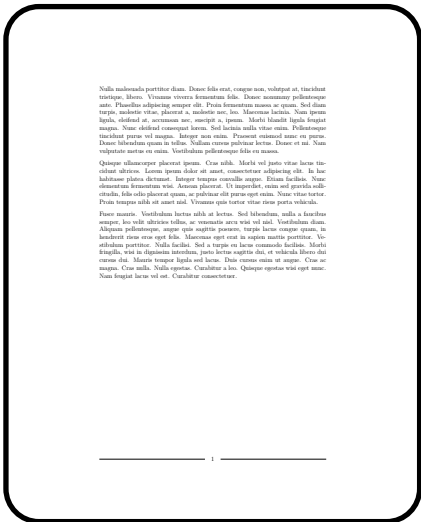 Nulla malesuada porttitor diam. Donec felis erat, congue non, volutpat at, tincidunt
tristique, libero. Vivamus viverra fermentum felis. Donec nonummy pellentesque
ante. Phasellus adipiscing semper elit. Proin fermentum massa ac quam. Sed diam
turpis, molestie vitae, placerat a, molestie nec, leo. Maecenas lacinia. Nam ipsum
ligula, eleifend at, accumsan nec, suscipit a, ipsum. Morbi blandit ligula feugiat
magna. Nunc eleifend consequat lorem. Sed lacinia nulla vitae enim. Pellentesque
tincidunt purus vel magna. Integer non enim. Praesent euismod nunc eu purus.
Donec bibendum quam in tellus. Nullam cursus pulvinar lectus. Donec et mi. Nam
vulputate metus eu enim. Vestibulum pellentesque felis eu massa.
Quisque ullamcorper placerat ipsum. Cras nibh. Morbi vel justo vitae lacus tin-
cidunt ultrices. Lorem ipsum dolor sit amet, consectetuer adipiscing elit. In hac
habitasse platea dictumst. Integer tempus convallis augue. Etiam facilisis. Nunc
elementum fermentum wisi. Aenean placerat. Ut imperdiet, enim sed gravida solli-
citudin, felis odio placerat quam, ac pulvinar elit purus eget enim. Nunc vitae tortor.
Proin tempus nibh sit amet nisl. Vivamus quis tortor vitae risus porta vehicula.
Fusce mauris. Vestibulum luctus nibh at lectus. Sed bibendum, nulla a faucibus
semper, leo velit ultricies tellus, ac venenatis arcu wisi vel nisl. Vestibulum diam.
Aliquam pellentesque, augue quis sagittis posuere, turpis lacus congue quam, in
hendrerit risus eros eget felis. Maecenas eget erat in sapien mattis porttitor. Ve-
stibulum porttitor. Nulla facilisi. Sed a turpis eu lacus commodo facilisis. Morbi
fringilla, wisi in dignissim interdum, justo lectus sagittis dui, et vehicula libero dui
cursus dui. Mauris tempor ligula sed lacus. Duis cursus enim ut augue. Cras ac
magna. Cras nulla. Nulla egestas. Curabitur a leo. Quisque egestas wisi eget nunc.
Nam feugiat lacus vel est. Curabitur consectetuer.
1